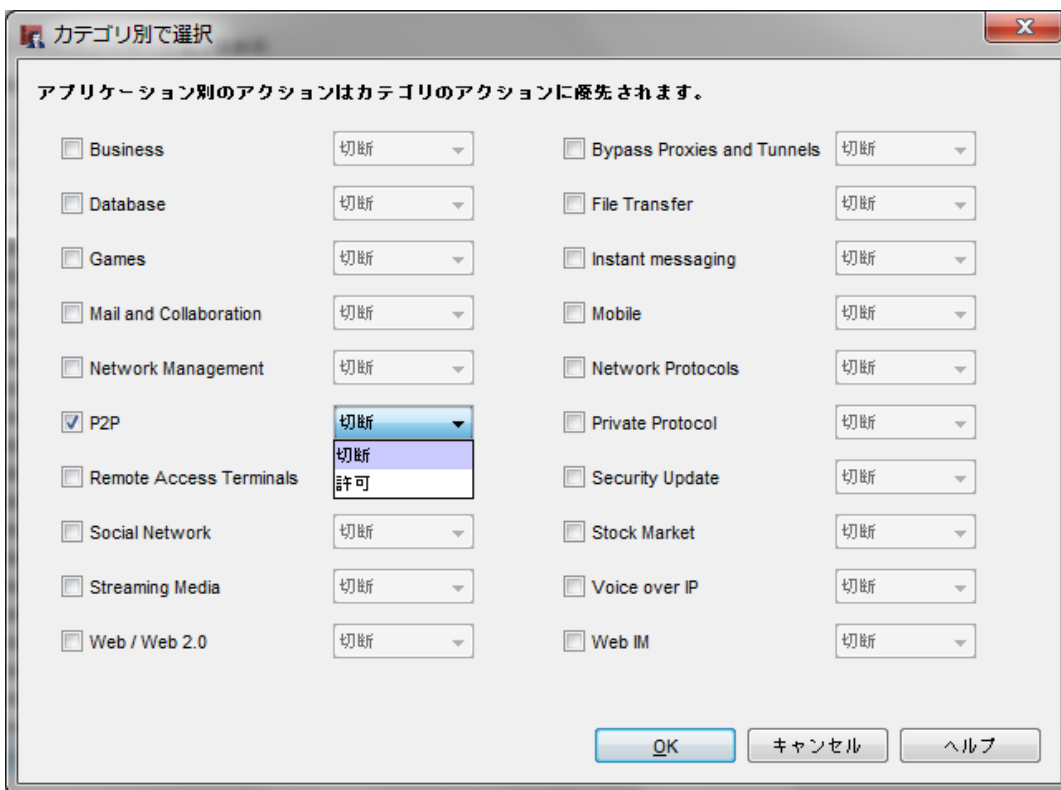 カテゴリ別で選択
アプリケーション別のアクションはカテゴリのアクションに優先されます。
Business 切断 Bypass Proxies and Tunnels 切断
Database 切断 File Transfer 切断
Games 切断 Instant messaging 切断
Mail and Collaboration 切断 Mobile 切断
Network Management 切断 Network Protocols 切断
P2P 切断 Private Protocol 切断
切断
Remote Access Terminals 許可 Security Update 切断
Social Network 切断 Stock Market 切断
Streaming Media 切断 Voice over IP 切断
Web / Web 2.0 切断 Web IM 切断
OK キャンセル ヘルプ